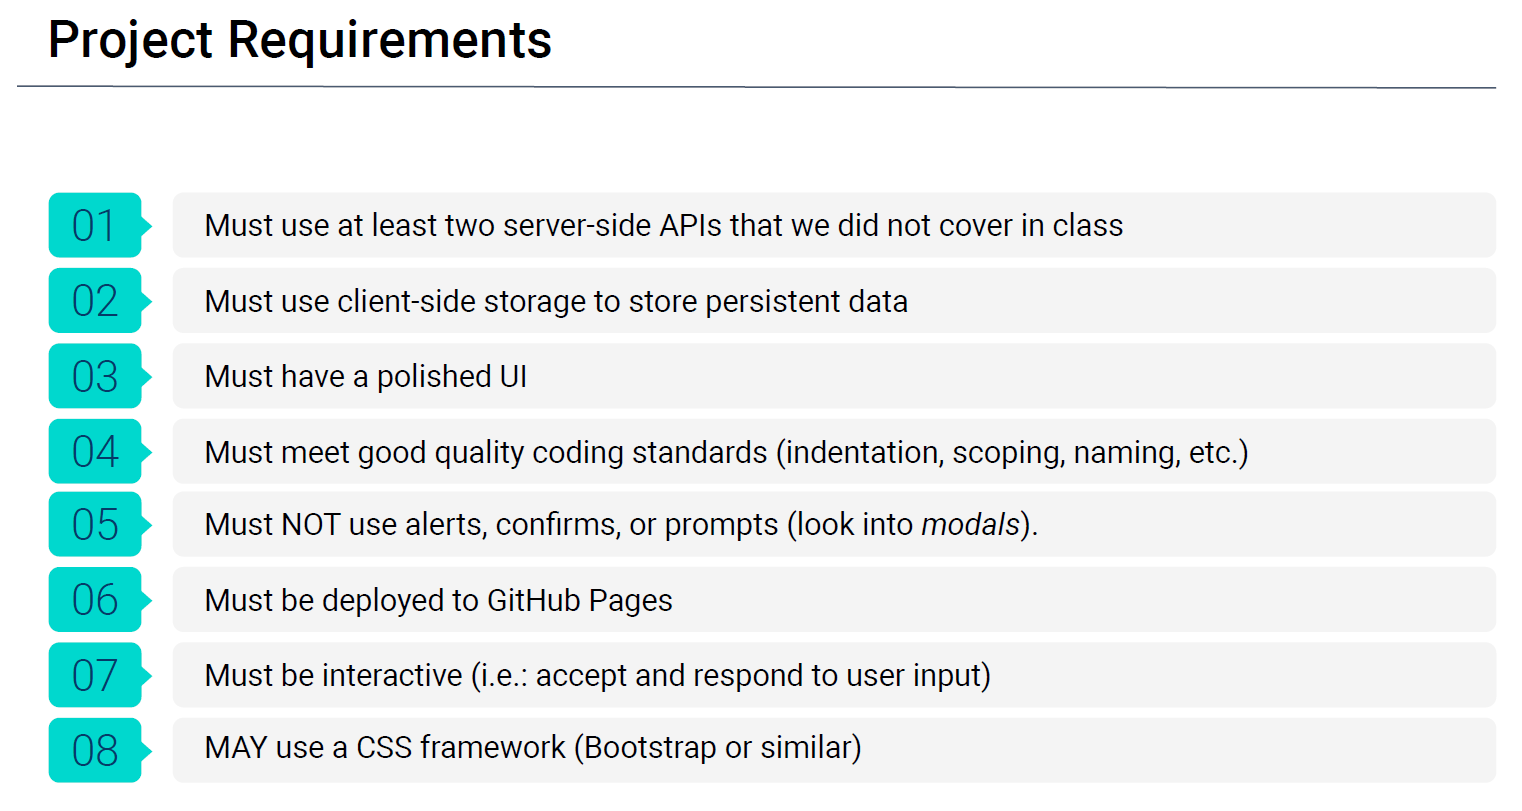 Project Requirements
01 Must use at least two server-side APIs that we did not cover in class
02 Must use client-side storage to store persistent data
03 Must have a polished UI
04 Must meet good quality coding standards (indentation, scoping, naming, etc.)
05 Must NOT use alerts, confirms, or prompts (look into modals).
06 Must be deployed to GitHub Pages
07 Must be interactive (i.e.: accept and respond to user input)
08 MAY use a CSS framework (Bootstrap or similar)